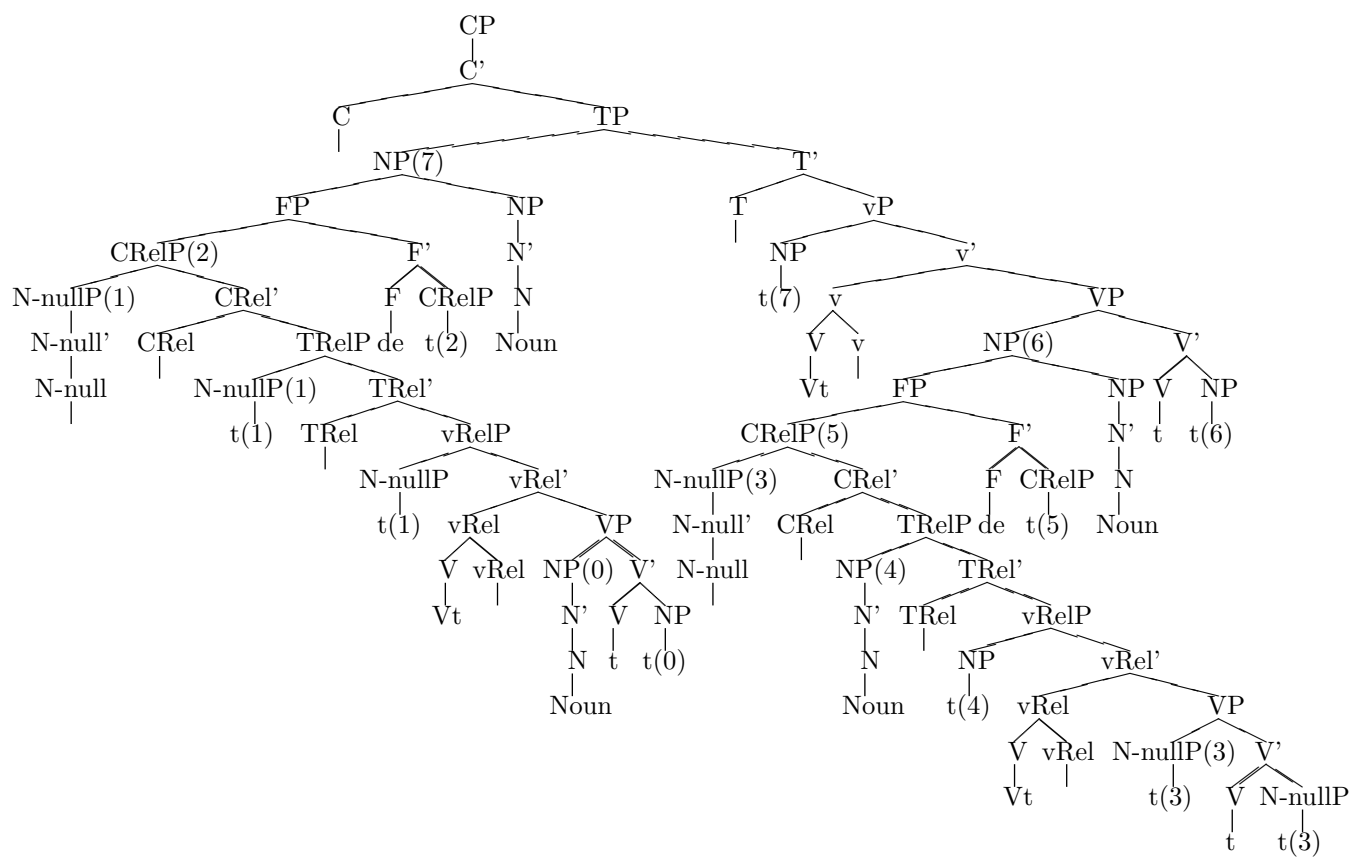 CP
C'
C TP
NP(7) T'
FP NP T vP
CRelP(2) F' N' NP v'
N-nullP(1) CRel' F CRelP N t(7) v VP
N-null' CRel TRelP de t(2) Noun V v NP(6) V'
N-null N-nullP(1) TRel' Vt FP NP V NP
t(1) TRel vRelP CRelP(5) F' N' t t(6)
N-nullP vRel' N-nullP(3) CRel' F CRelP N
t(1) vRel VP N-null' CRel TRelP de t(5) Noun
V vRel NP(0) V' N-null NP(4) TRel'
Vt N' V NP N' TRel vRelP
N t t(0) N NP vRel'
Noun Noun t(4) vRel VP
V vRel N-nullP(3) V'
Vt t(3) V N-nullP
t t(3)